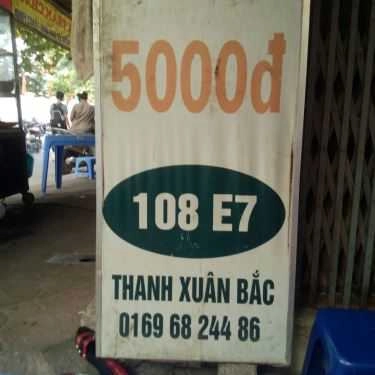 5000đ
108 E7
THANH XUÂN BẮC
0169 68 244 86